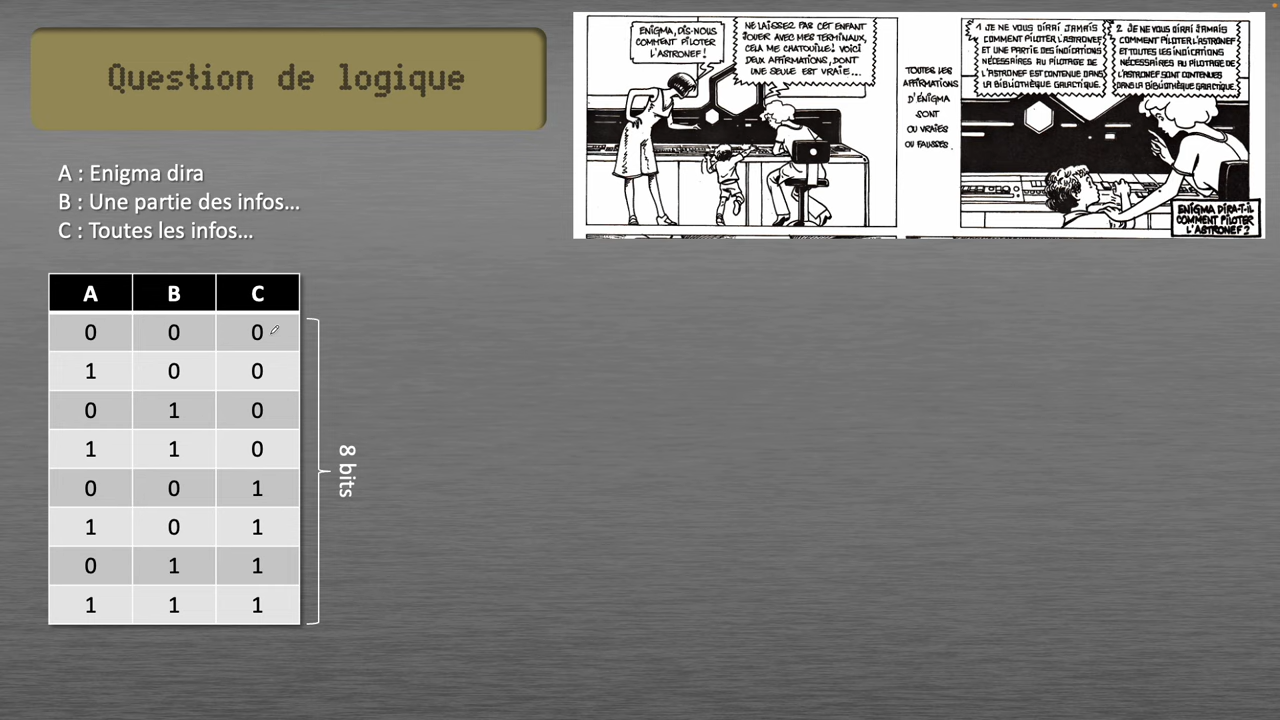 Question de logique
A : Enigma dira
B : Une partie des infos...
C : Toutes les infos...
ENIGMA, DIS-NOUS
COMMENT PILOTER
L'ASTRONEF !
NE LAISSEZ PAS CET ENFANT
JOUER AVEC MES TERMINAUX,
CELA ME CHATOUILLE ! VOICI
DEUX AFFIRMATIONS, DONT
UNE SEULE EST VRAIE...
TOUTES LES
AFFIRMATIONS
D'ÉNIGMA
SONT
OU VRAIES
OU FAUSSES.
1 JE NE VOUS DIRAI JAMAIS
COMMENT PILOTER L'ASTRONEF
ET UNE PARTIE DES INDICATIONS
NÉCESSAIRES AU PILOTAGE DE
L'ASTRONEF EST CONTENUE DANS
LA BIBLIOTHÈQUE GALACTIQUE.
2 JE NE VOUS DIRAI JAMAIS
COMMENT PILOTER L'ASTRONEF
ET TOUTES LES INDICATIONS
NÉCESSAIRES AU PILOTAGE DE
L'ASTRONEF SONT CONTENUES
DANS LA BIBLIOTHÈQUE GALACTIQUE.
ENIGMA DIRA-T-IL
COMMENT PILOTER
L'ASTRONEF ?
A B C
0 0 0
1 0 0
0 1 0
1 1 0
0 0 1
1 0 1
0 1 1
1 1 1
8 bits